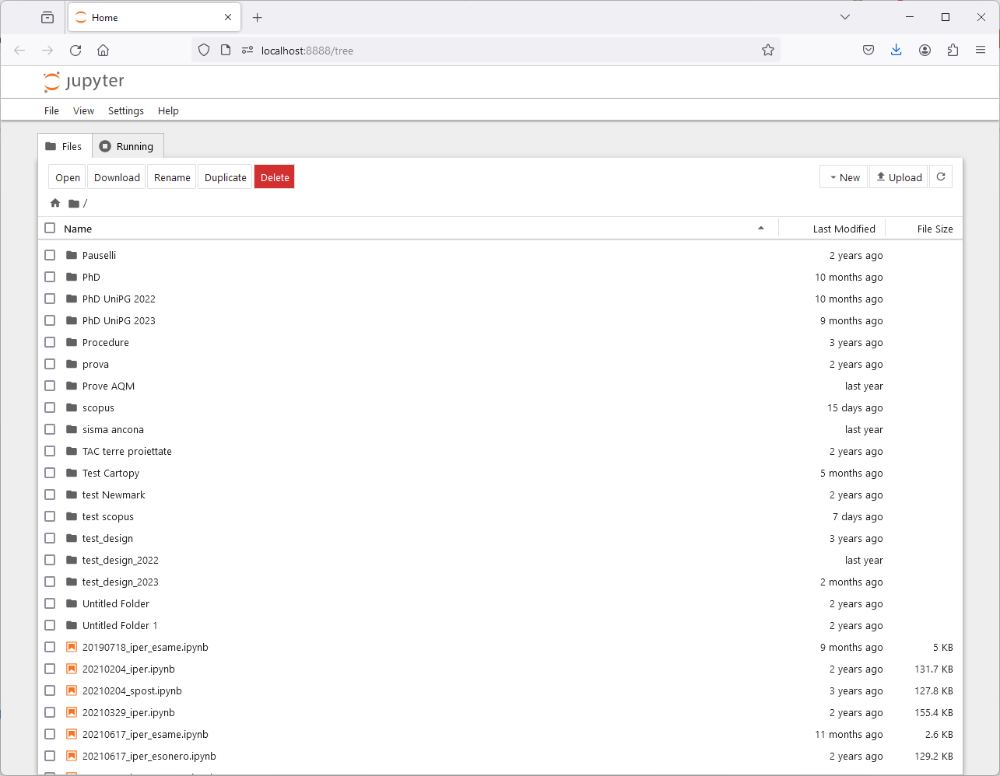 Home
localhost:8888/tree
jupyter
File View Settings Help
Files Running
Open Download Rename Duplicate Delete New Upload
/
Name Last Modified File Size
Pauselli 2 years ago
PhD 10 months ago
PhD UniPG 2022 10 months ago
PhD UniPG 2023 9 months ago
Procedure 3 years ago
prova 2 years ago
Prove AQM last year
scopus 15 days ago
sisma ancona last year
TAC terre proiettate 2 years ago
Test Cartopy 5 months ago
test Newmark 2 years ago
test scopus 7 days ago
test_design 3 years ago
test_design_2022 last year
test_design_2023 2 months ago
Untitled Folder 2 years ago
Untitled Folder 1 2 years ago
20190718_iper_esame.ipynb 9 months ago 5 KB
20210204_iper.ipynb 2 years ago 131.7 KB
20210204_spost.ipynb 3 years ago 127.8 KB
20210329_iper.ipynb 2 years ago 155.4 KB
20210617_iper_esame.ipynb 11 months ago 2.6 KB
20210617_iper_esonero.ipynb 2 years ago 129.2 KB